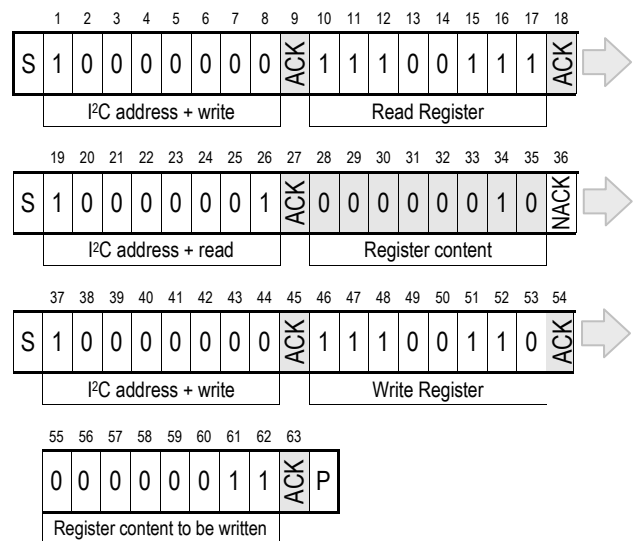 1 2 3 4 5 6 7 8 9 10 11 12 13 14 15 16 17 18
S 1 0 0 0 0 0 0 0 ACK 1 1 1 0 0 1 1 1 ACK
I²C address + write Read Register
19 20 21 22 23 24 25 26 27 28 29 30 31 32 33 34 35 36
S 1 0 0 0 0 0 0 1 ACK 0 0 0 0 0 0 1 0 NACK
I²C address + read Register content
37 38 39 40 41 42 43 44 45 46 47 48 49 50 51 52 53 54
S 1 0 0 0 0 0 0 0 ACK 1 1 1 0 0 1 1 0 ACK
I²C address + write Write Register
55 56 57 58 59 60 61 62 63
0 0 0 0 0 0 1 1 ACK P
Register content to be written